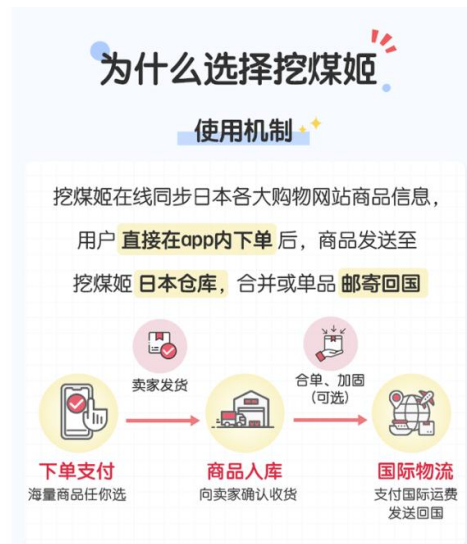 为什么选择挖煤姬
使用机制
挖煤姬在线同步日本各大购物网站商品信息，
用户 直接在app内下单 后，商品发送至
挖煤姬 日本仓库，合并或单品 邮寄回国
卖家发货
合单、加固
（可选）
下单支付
海量商品任你选
商品入库
向卖家确认收货
国际物流
支付国际运费
发送回国